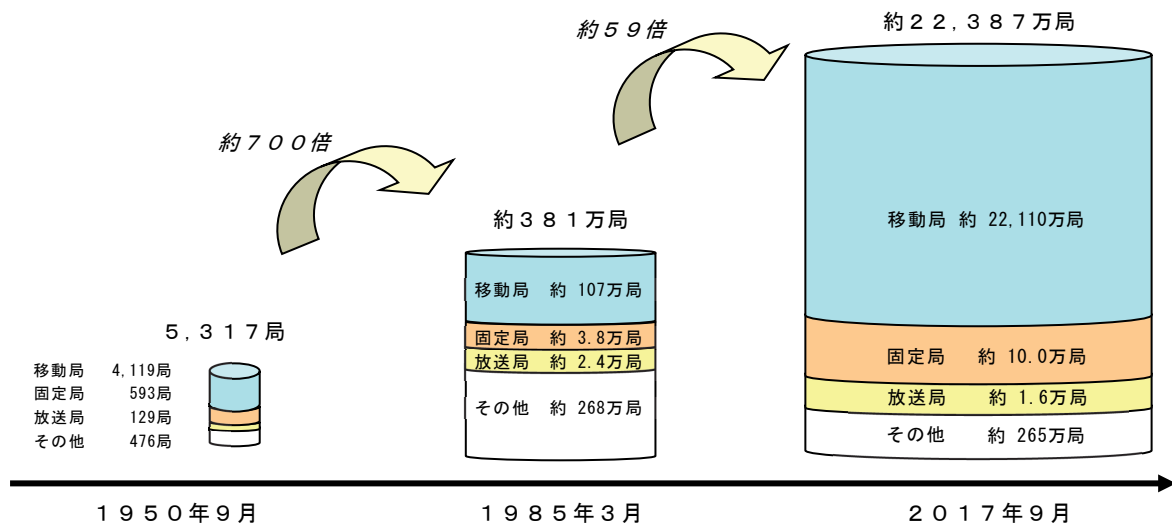 約５９倍
約２２,３８７万局
約７００倍
移動局 約 22,110万局
約３８１万局
移動局 約 107万局
５,３１７局
固定局 約 3.8万局
固定局 約 10.0万局
放送局 約 2.4万局
移動局 4,119局
固定局 593局
放送局 129局
その他 476局
放送局 約 1.6万局
その他 約 268万局
その他 約 265万局
１９５０年９月
１９８５年３月
２０１７年９月